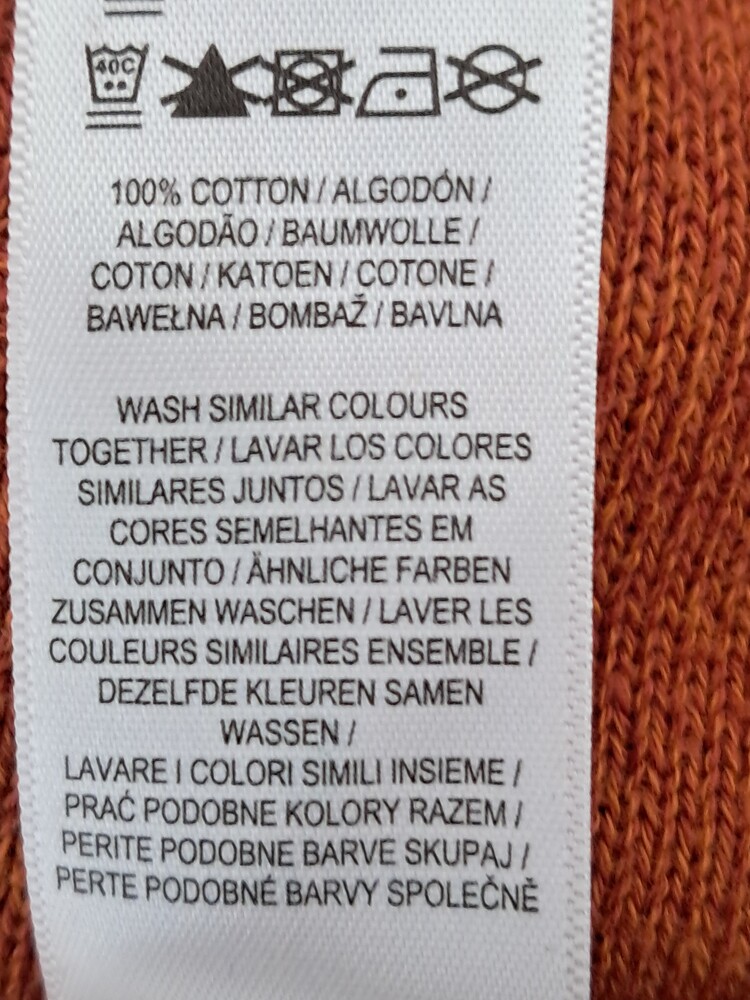 40C
100% COTTON / ALGODÓN /
ALGODÃO / BAUMWOLLE /
COTON / KATOEN / COTONE /
BAWEŁNA / BOMBAŽ / BAVLNA
WASH SIMILAR COLOURS
TOGETHER / LAVAR LOS COLORES
SIMILARES JUNTOS / LAVAR AS
CORES SEMELHANTES EM
CONJUNTO / ÄHNLICHE FARBEN
ZUSAMMEN WASCHEN / LAVER LES
COULEURS SIMILAIRES ENSEMBLE /
DEZELFDE KLEUREN SAMEN
WASSEN /
LAVARE I COLORI SIMILI INSIEME /
PRAĆ PODOBNE KOLORY RAZEM /
PERITE PODOBNE BARVE SKUPAJ /
PERTE PODOBNÉ BARVY SPOLEČNĚ